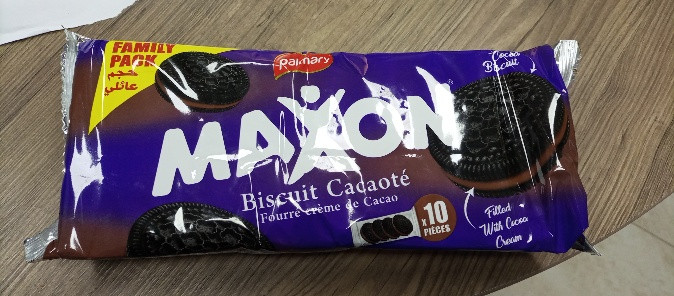 FAMILY
PACK
حجم
عائلي
Palmary
MAXON
Cocoa
Biscuit
Biscuit Cacaoté
Fourré crème de Cacao
x10
PIÈCES
Filled
With Cocoa
Cream